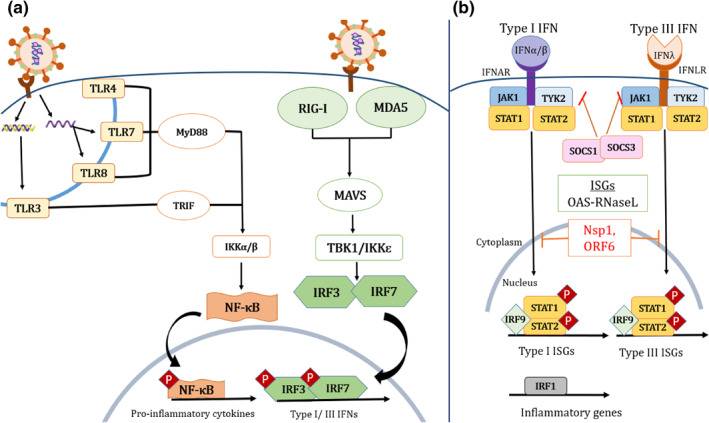 (a)
TLR4
TLR7
TLR8
TLR3
MyD88
TRIF
IKKα/β
NF-κB
P
NF-κB
Pro-inflammatory cytokines
RIG-I
MDA5
MAVS
TBK1/IKKε
IRF3
IRF7
P
P
IRF3
IRF7
Type I/ III IFNs
(b)
Type I IFN
Type III IFN
IFNα/β
IFNλ
IFNAR
IFNLR
JAK1
TYK2
JAK1
TYK2
STAT1
STAT2
STAT1
STAT2
SOCS1
SOCS3
ISGs
OAS-RNaseL
Nsp1,
ORF6
Cytoplasm
Nucleus
P
STAT1
IRF9
STAT2
P
Type I ISGs
P
STAT1
IRF9
STAT2
P
Type III ISGs
IRF1
Inflammatory genes